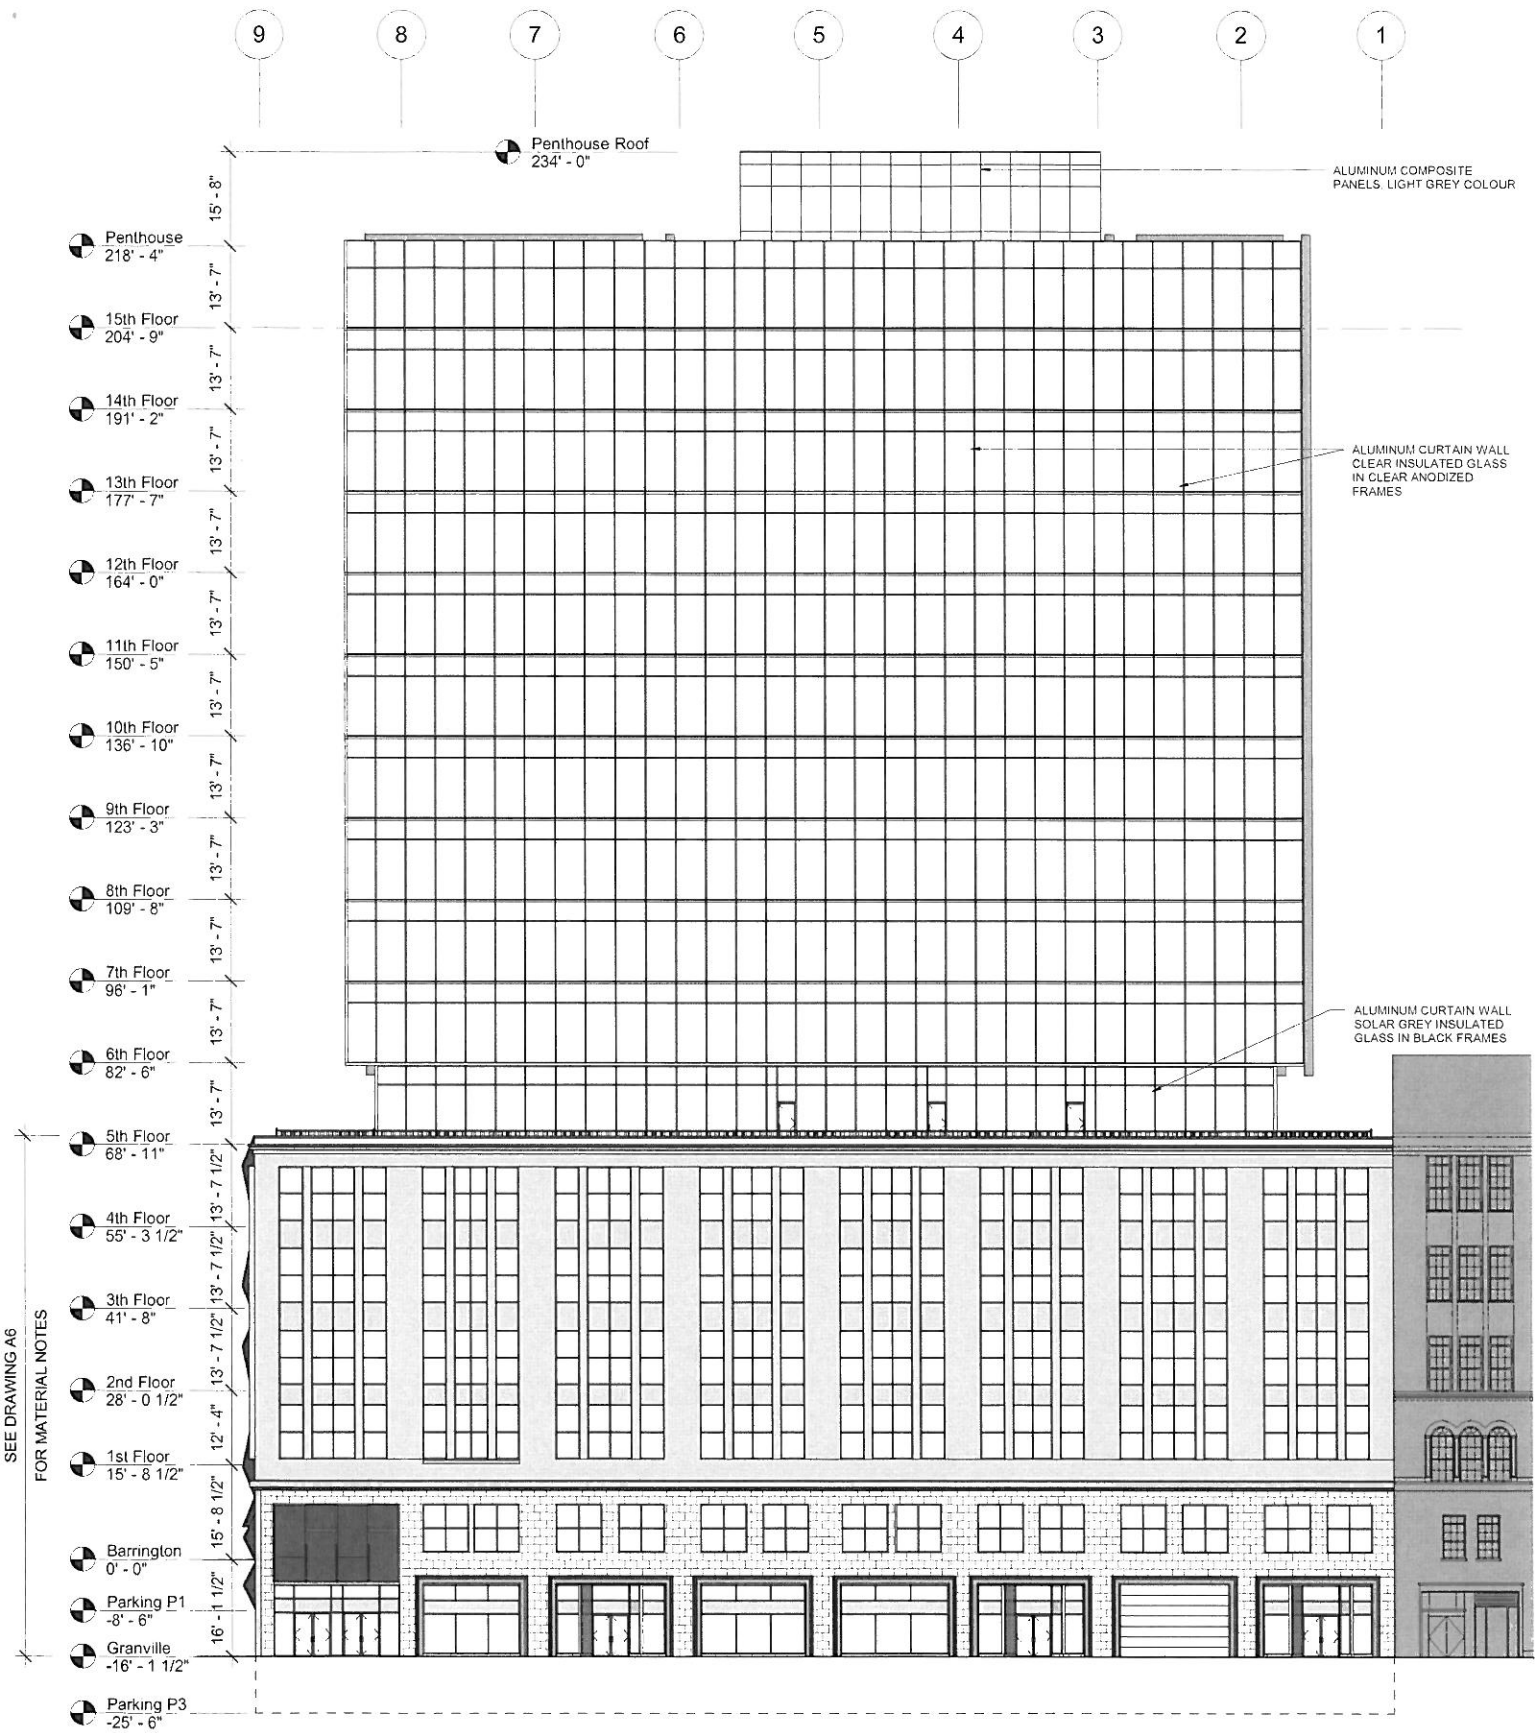 9 8 7 6 5 4 3 2 1
Penthouse Roof
234' - 0"
ALUMINUM COMPOSITE
PANELS, LIGHT GREY COLOUR
15' - 8"
Penthouse
218' - 4"
13' - 7"
15th Floor
204' - 9"
13' - 7"
14th Floor
191' - 2"
13' - 7"
ALUMINUM CURTAIN WALL
CLEAR INSULATED GLASS
IN CLEAR ANODIZED
FRAMES
13th Floor
177' - 7"
13' - 7"
12th Floor
164' - 0"
13' - 7"
11th Floor
150' - 5"
13' - 7"
10th Floor
136' - 10"
13' - 7"
9th Floor
123' - 3"
13' - 7"
8th Floor
109' - 8"
13' - 7"
7th Floor
96' - 1"
13' - 7"
ALUMINUM CURTAIN WALL
SOLAR GREY INSULATED
GLASS IN BLACK FRAMES
6th Floor
82' - 6"
13' - 7"
5th Floor
68' - 11"
13' - 7 1/2"
4th Floor
55' - 3 1/2"
13' - 7 1/2"
3th Floor
41' - 8"
13' - 7 1/2"
2nd Floor
28' - 0 1/2"
12' - 4"
1st Floor
15' - 8 1/2"
15' - 8 1/2"
Barrington
0' - 0"
16' - 1 1/2"
Parking P1
-8' - 6"
Granville
-16' - 1 1/2"
Parking P3
-25' - 6"
SEE DRAWING A6
FOR MATERIAL NOTES